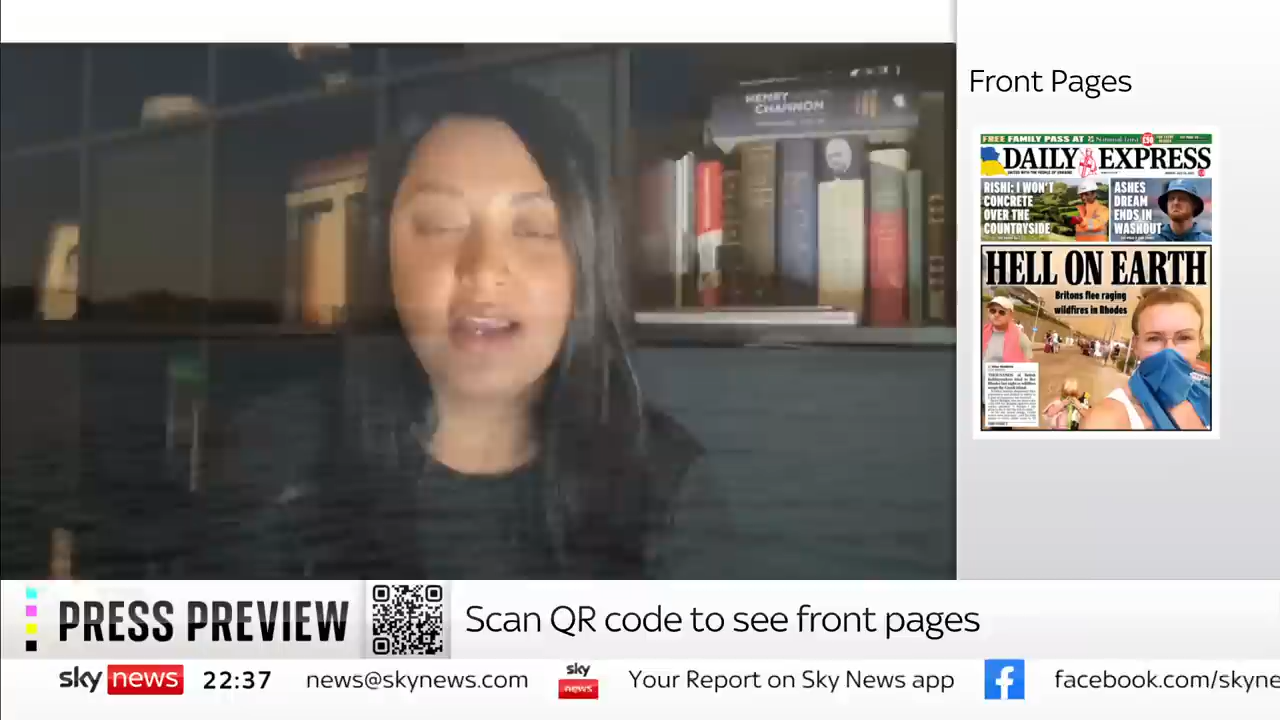 HENRY
CHANNON
Front Pages
FREE FAMILY PASS AT National Trust
DAILY EXPRESS
RISHI: I WON'T
CONCRETE
OVER THE
COUNTRYSIDE
ASHES
DREAM
ENDS IN
WASHOUT
HELL ON EARTH
Britons flee raging
wildfires in Rhodes
PRESS PREVIEW
Scan QR code to see front pages
sky news 22:37 news@skynews.com sky news Your Report on Sky News app f facebook.com/skyne